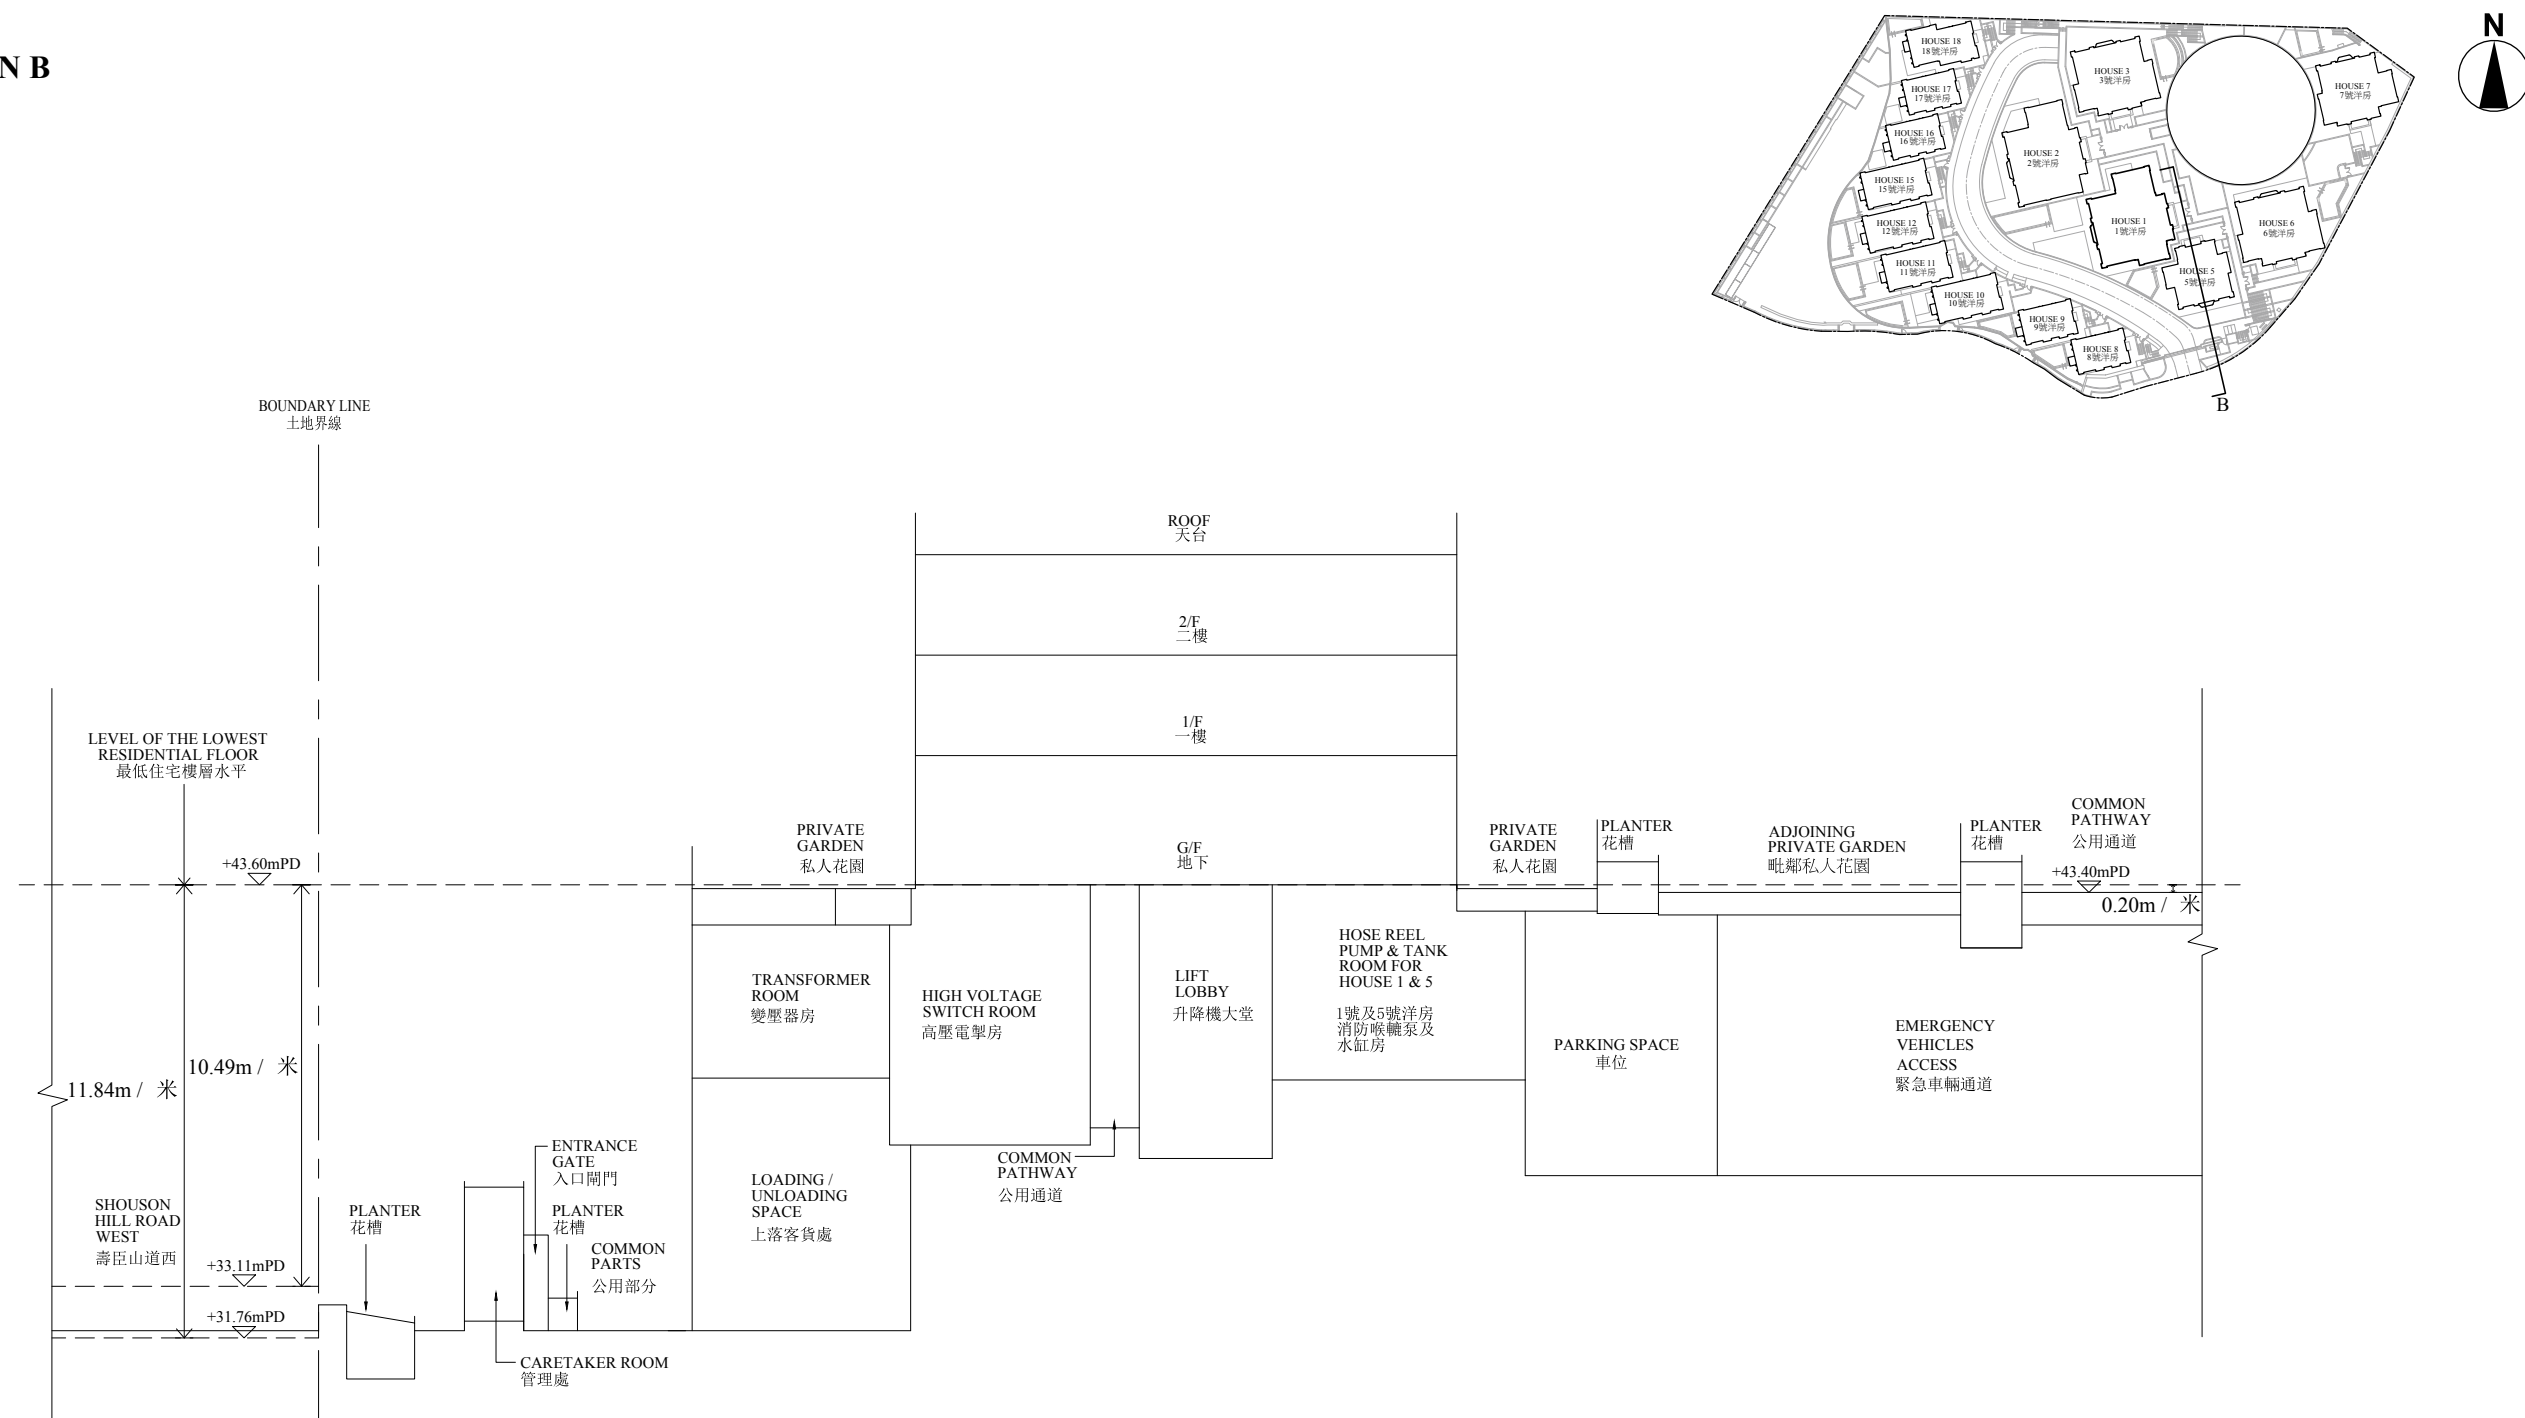 N B
N
HOUSE 18
18號洋房
HOUSE 17
17號洋房
HOUSE 16
16號洋房
HOUSE 15
15號洋房
HOUSE 12
12號洋房
HOUSE 11
11號洋房
HOUSE 10
10號洋房
HOUSE 9
9號洋房
HOUSE 8
8號洋房
HOUSE 3
3號洋房
HOUSE 2
2號洋房
HOUSE 1
1號洋房
HOUSE 7
7號洋房
HOUSE 6
6號洋房
HOUSE 5
5號洋房
B
BOUNDARY LINE
土地界線
ROOF
天台
2/F
二樓
1/F
一樓
G/F
地下
LEVEL OF THE LOWEST
RESIDENTIAL FLOOR
最低住宅樓層水平
+43.60mPD
PRIVATE
GARDEN
私人花園
PRIVATE
GARDEN
私人花園
PLANTER
花槽
ADJOINING
PRIVATE GARDEN
毗鄰私人花園
PLANTER
花槽
COMMON
PATHWAY
公用通道
+43.40mPD
0.20m / 米
TRANSFORMER
ROOM
變壓器房
HIGH VOLTAGE
SWITCH ROOM
高壓電掣房
LIFT
LOBBY
升降機大堂
HOSE REEL
PUMP & TANK
ROOM FOR
HOUSE 1 & 5
1號及5號洋房
消防喉轆泵及
水缸房
PARKING SPACE
車位
EMERGENCY
VEHICLES
ACCESS
緊急車輛通道
10.49m / 米
11.84m / 米
ENTRANCE
GATE
入口閘門
COMMON
PATHWAY
公用通道
LOADING /
UNLOADING
SPACE
上落客貨處
SHOUSON
HILL ROAD
WEST
壽臣山道西
PLANTER
花槽
PLANTER
花槽
COMMON
PARTS
公用部分
+33.11mPD
+31.76mPD
CARETAKER ROOM
管理處